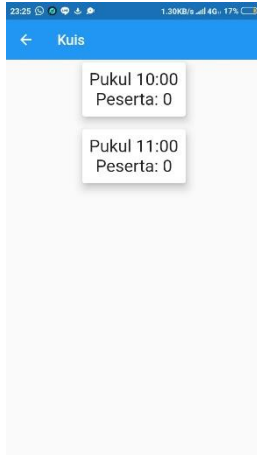 23:25 1.30KB/s 4G 17%
Kuis
Pukul 10:00
Peserta: 0
Pukul 11:00
Peserta: 0